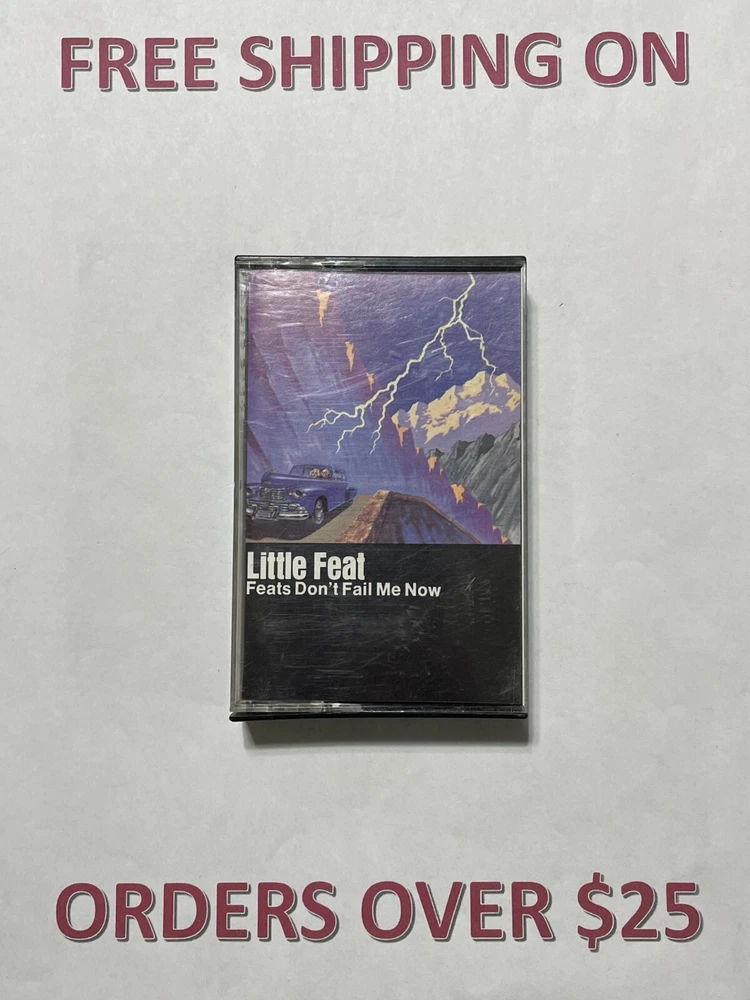 FREE SHIPPING ON
Little Feat
Feats Don't Fail Me Now
ORDERS OVER $25